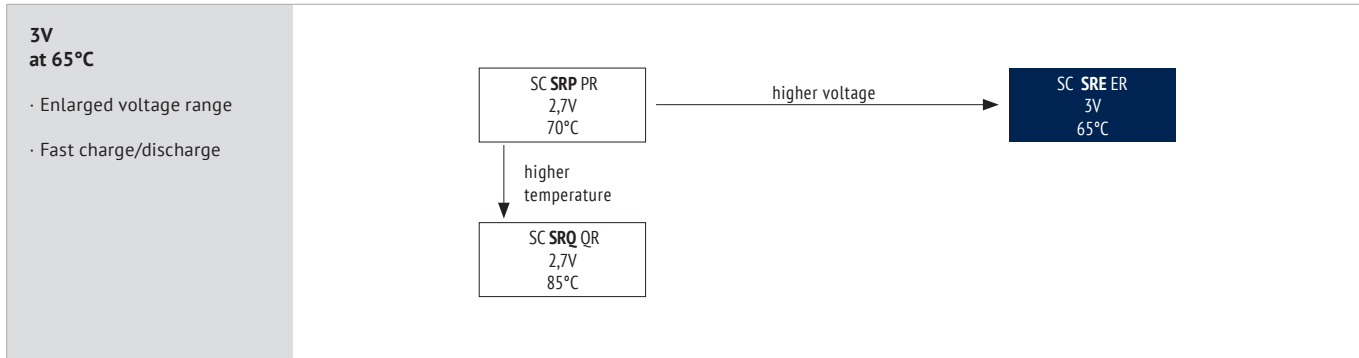 3V
at 65°C
· Enlarged voltage range
· Fast charge/discharge
SC SRP PR
2,7V
70°C
higher voltage
SC SRE ER
3V
65°C
higher
temperature
SC SRQ QR
2,7V
85°C